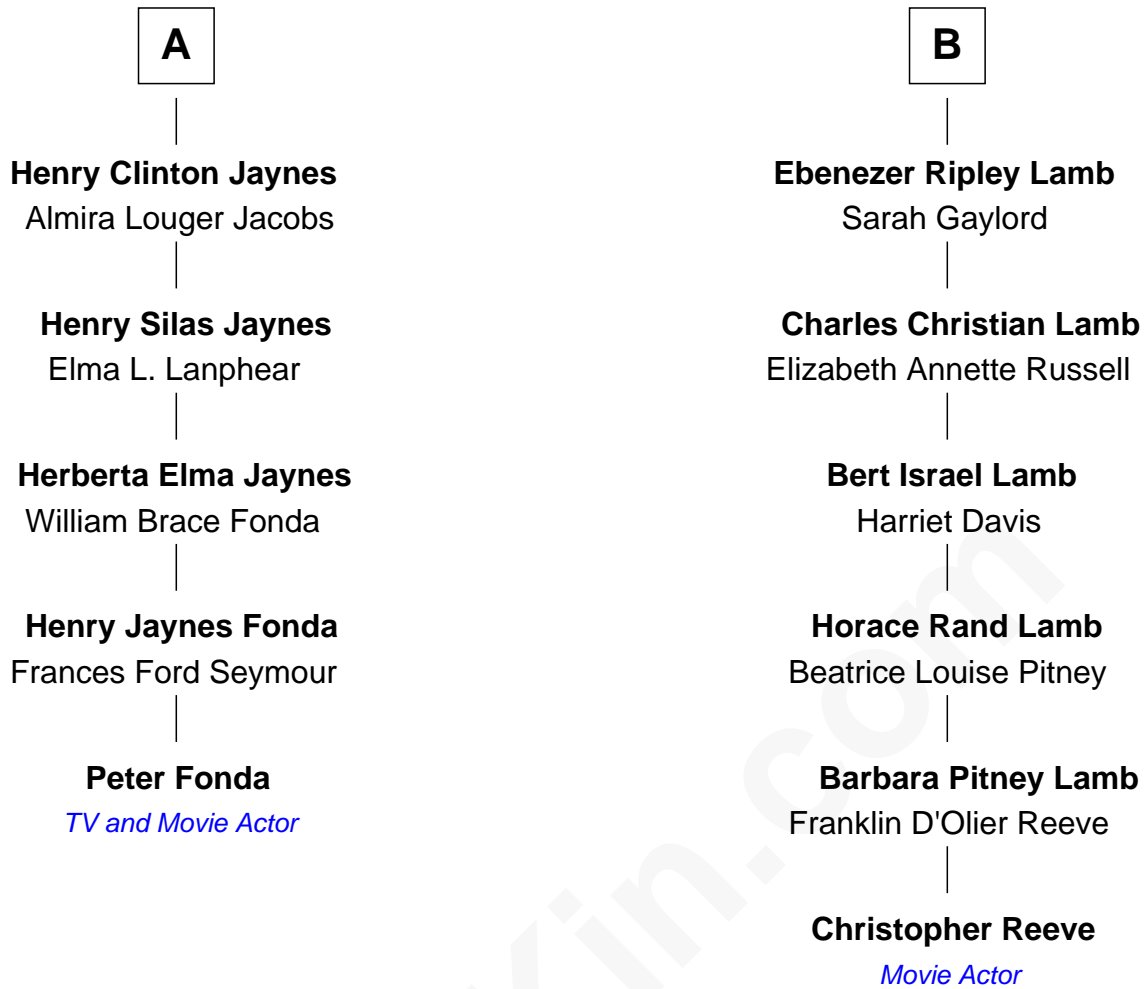 A
Henry Clinton Jaynes
Almira Louger Jacobs
Henry Silas Jaynes
Elma L. Lanphear
Herberta Elma Jaynes
William Brace Fonda
Henry Jaynes Fonda
Frances Ford Seymour
Peter Fonda
TV and Movie Actor
B
Ebenezer Ripley Lamb
Sarah Gaylord
Charles Christian Lamb
Elizabeth Annette Russell
Bert Israel Lamb
Harriet Davis
Horace Rand Lamb
Beatrice Louise Pitney
Barbara Pitney Lamb
Franklin D'Olier Reeve
Christopher Reeve
Movie Actor
Kin.com